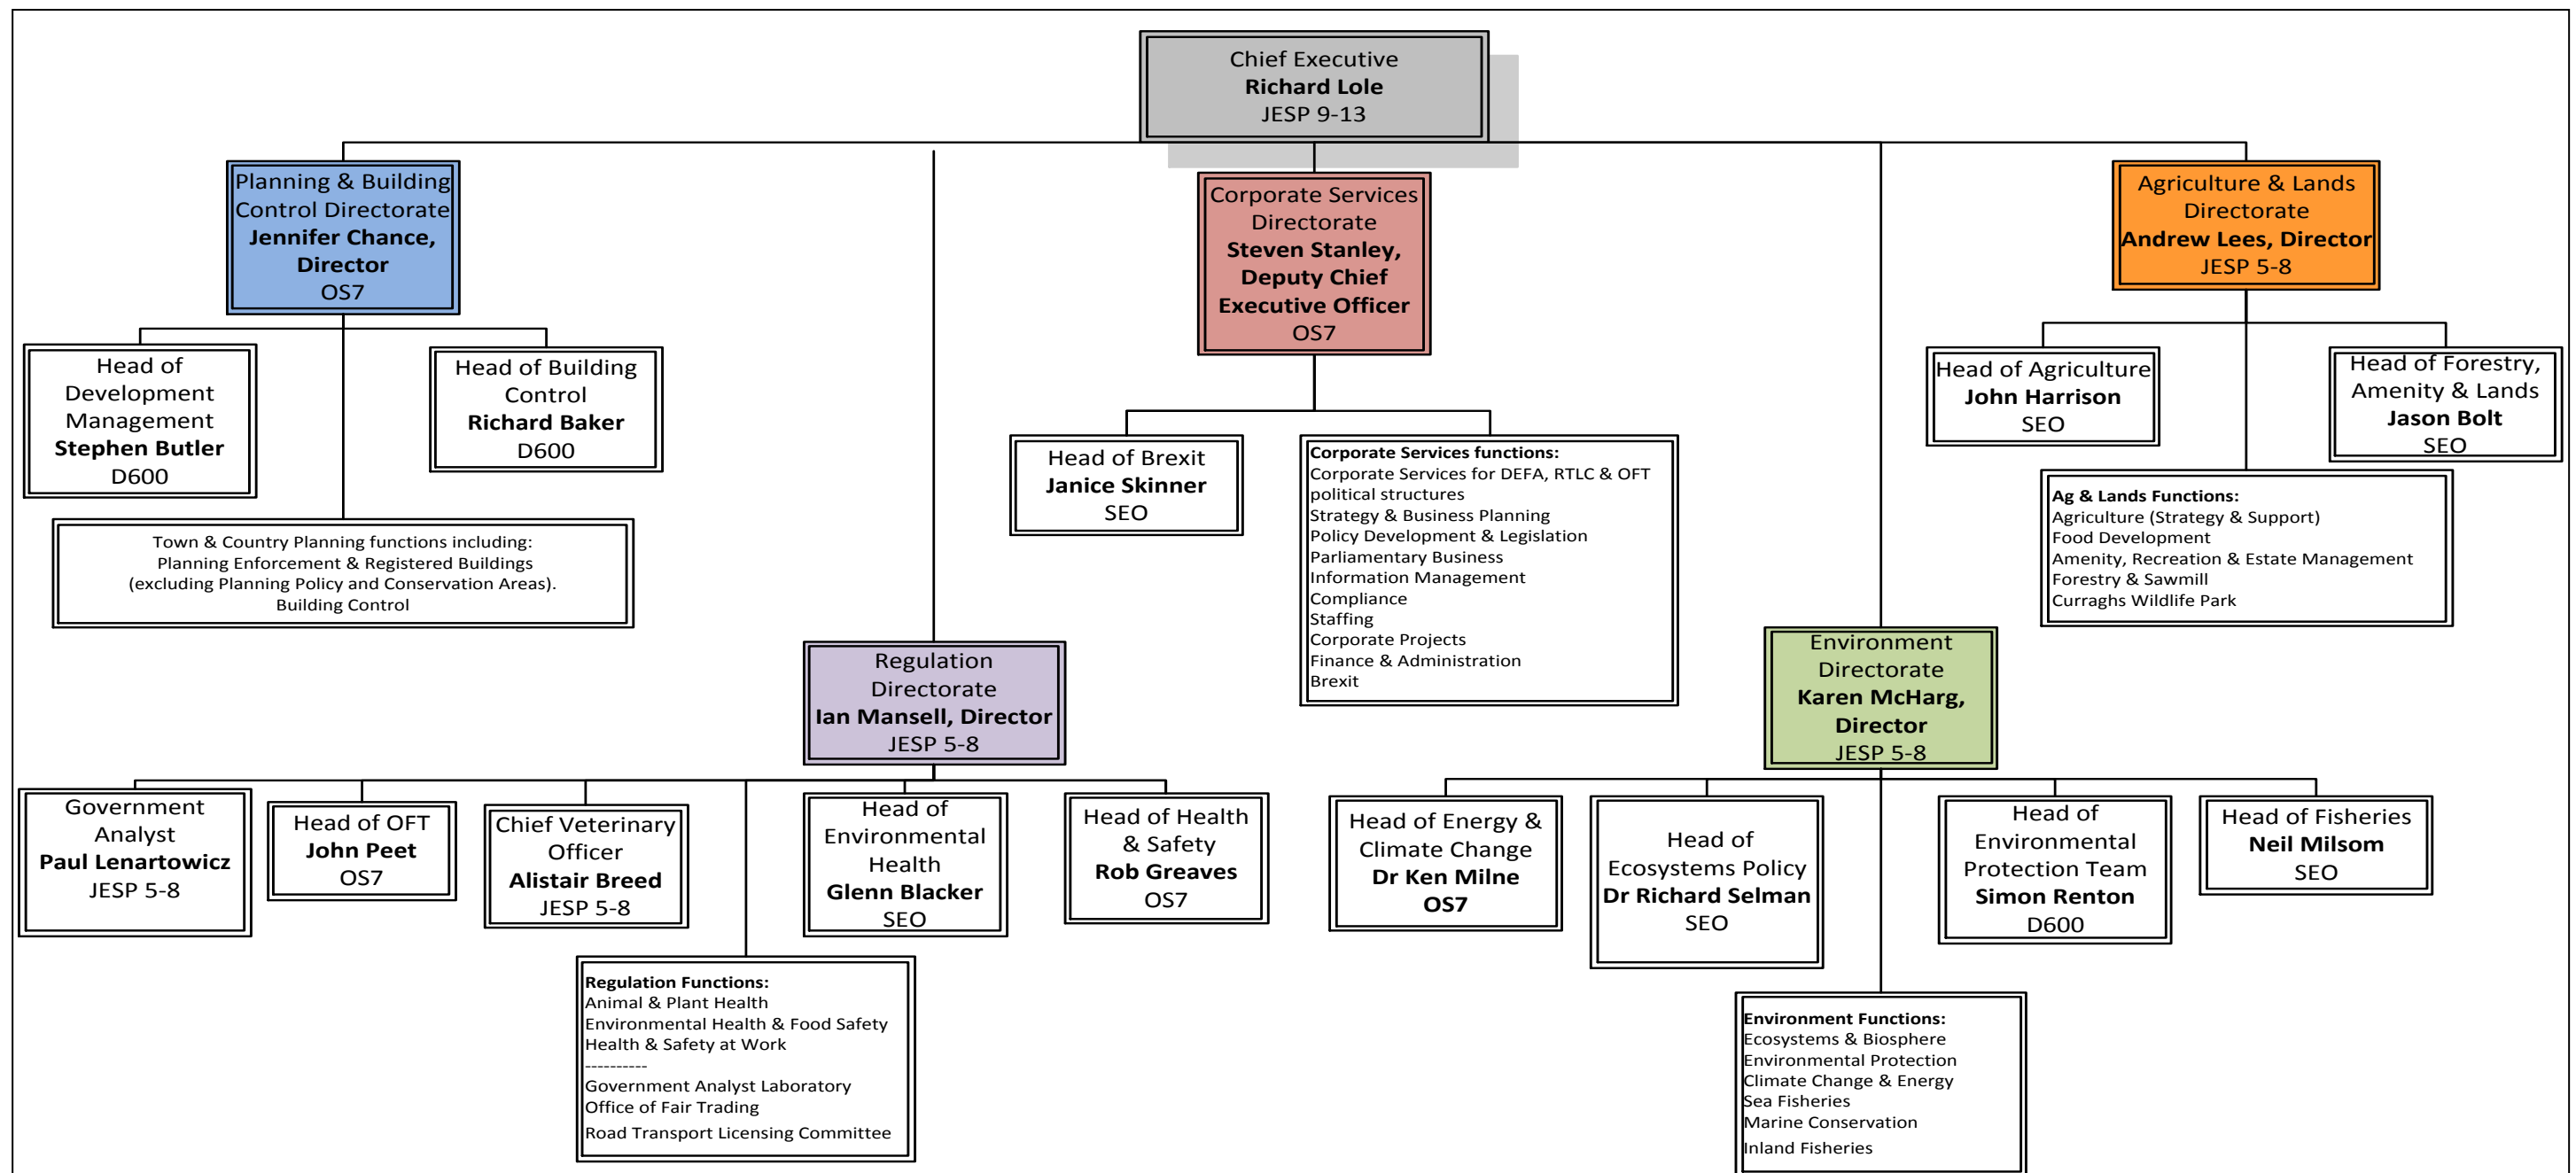 Chief Executive
Richard Lole
JESP 9-13
Planning & Building
Control Directorate
Jennifer Chance,
Director
OS7
Corporate Services
Directorate
Steven Stanley,
Deputy Chief
Executive Officer
OS7
Agriculture & Lands
Directorate
Andrew Lees, Director
JESP 5-8
Head of
Development
Management
Stephen Butler
D600
Head of Building
Control
Richard Baker
D600
Town & Country Planning functions including:
Planning Enforcement & Registered Buildings
(excluding Planning Policy and Conservation Areas).
Building Control
Head of Brexit
Janice Skinner
SEO
Corporate Services functions:
Corporate Services for DEFA, RTLC & OFT
political structures
Strategy & Business Planning
Policy Development & Legislation
Parliamentary Business
Information Management
Compliance
Staffing
Corporate Projects
Finance & Administration
Brexit
Head of Agriculture
John Harrison
SEO
Head of Forestry,
Amenity & Lands
Jason Bolt
SEO
Ag & Lands Functions:
Agriculture (Strategy & Support)
Food Development
Amenity, Recreation & Estate Management
Forestry & Sawmill
Curraghs Wildlife Park
Regulation
Directorate
Ian Mansell, Director
JESP 5-8
Environment
Directorate
Karen McHarg,
Director
JESP 5-8
Government
Analyst
Paul Lenartowicz
JESP 5-8
Head of OFT
John Peet
OS7
Chief Veterinary
Officer
Alistair Breed
JESP 5-8
Head of
Environmental
Health
Glenn Blacker
SEO
Head of Health
& Safety
Rob Greaves
OS7
Regulation Functions:
Animal & Plant Health
Environmental Health & Food Safety
Health & Safety at Work
----------
Government Analyst Laboratory
Office of Fair Trading
Road Transport Licensing Committee
Head of Energy &
Climate Change
Dr Ken Milne
OS7
Head of
Ecosystems Policy
Dr Richard Selman
SEO
Head of
Environmental
Protection Team
Simon Renton
D600
Head of Fisheries
Neil Milsom
SEO
Environment Functions:
Ecosystems & Biosphere
Environmental Protection
Climate Change & Energy
Sea Fisheries
Marine Conservation
Inland Fisheries